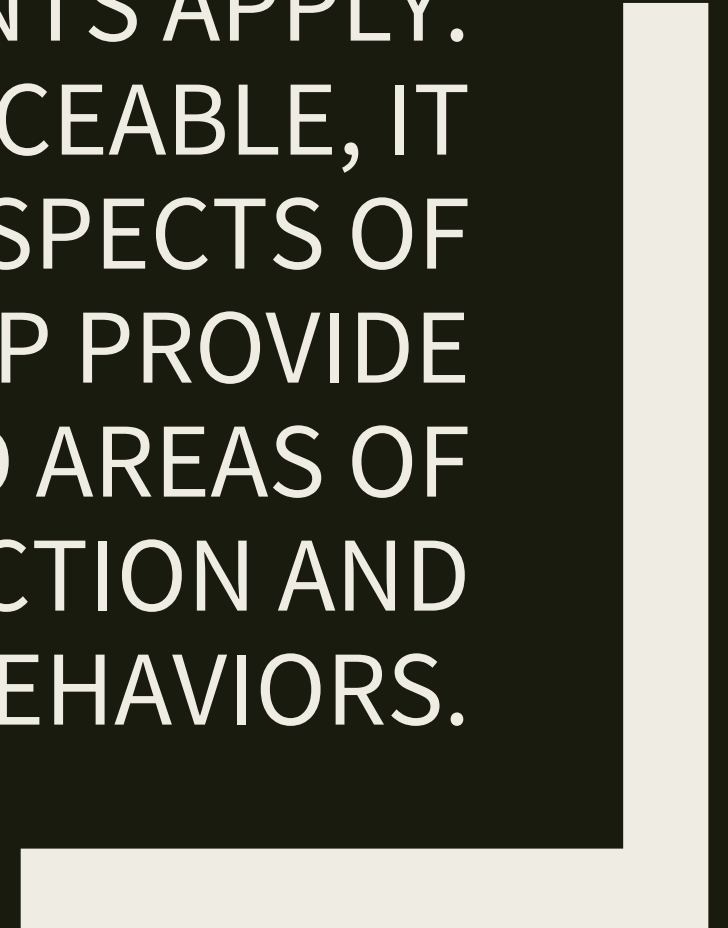 NTS APPLY.
CEABLE, IT
SPECTS OF
P PROVIDE
AREAS OF
CTION AND
EHAVIORS.